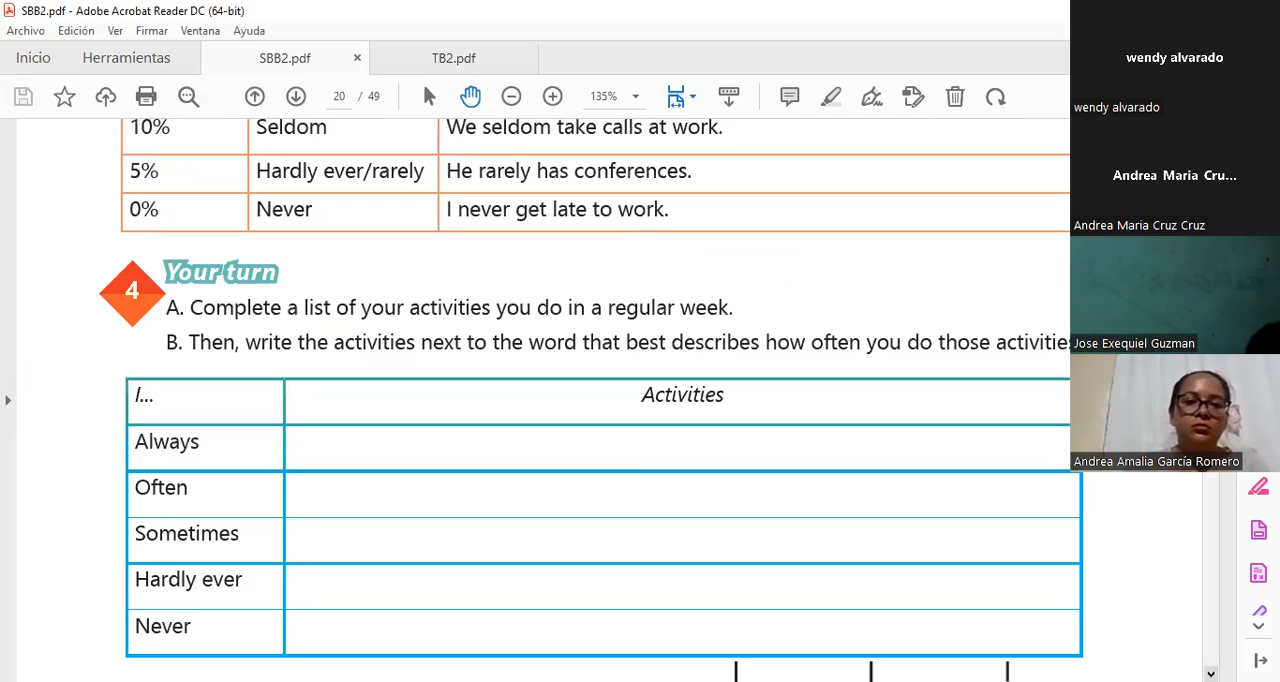 SBB2.pdf - Adobe Acrobat Reader DC (64-bit)
Archivo Edición Ver Firmar Ventana Ayuda
Inicio Herramientas SBB2.pdf × TB2.pdf
20 / 49 135%
10% Seldom We seldom take calls at work.
5% Hardly ever/rarely He rarely has conferences.
0% Never I never get late to work.
4 Your turn
A. Complete a list of your activities you do in a regular week.
B. Then, write the activities next to the word that best describes how often you do those activities
I... Activities
Always
Often
Sometimes
Hardly ever
Never
wendy alvarado
wendy alvarado
Andrea Maria Cru...
Andrea Maria Cruz Cruz
Jose Exequiel Guzman
Andrea Amalia García Romero